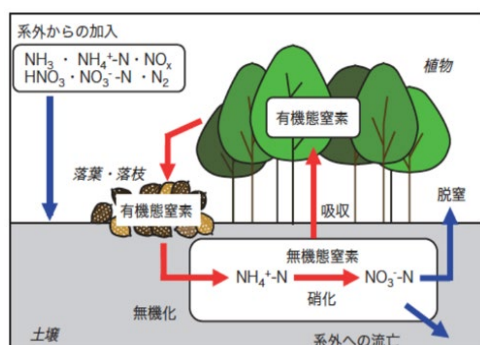 系外からの加入
NH₃・NH₄⁺-N・NOₓ
HNO₃・NO₃⁻-N・N₂
植物
有機態窒素
落葉・落枝
有機態窒素
吸収
脱窒
無機態窒素
NH₄⁺-N
NO₃⁻-N
硝化
無機化
土壌
系外への流亡